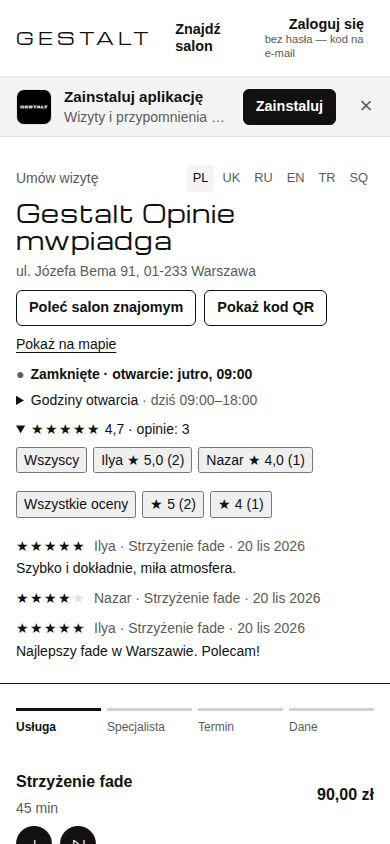 GESTALT
Znajdź salon
Zaloguj się
bez hasła — kod na e-mail
GESTALT
Zainstaluj aplikację
Wizyty i przypomnienia …
Zainstaluj
×
Umów wizytę
PL UK RU EN TR SQ
Gestalt Opinie
mwpiadga
ul. Józefa Bema 91, 01-233 Warszawa
Poleć salon znajomym
Pokaż kod QR
Pokaż na mapie
● Zamknięte · otwarcie: jutro, 09:00
▶ Godziny otwarcia · dziś 09:00–18:00
▼ ★★★★★ 4,7 · opinie: 3
Wszyscy
Ilya ★ 5,0 (2)
Nazar ★ 4,0 (1)
Wszystkie oceny
★ 5 (2)
★ 4 (1)
★★★★★ Ilya · Strzyżenie fade · 20 lis 2026
Szybko i dokładnie, miła atmosfera.
★★★★★ Nazar · Strzyżenie fade · 20 lis 2026
★★★★★ Ilya · Strzyżenie fade · 20 lis 2026
Najlepszy fade w Warszawie. Polecam!
Usługa
Specjalista
Termin
Dane
Strzyżenie fade
90,00 zł
45 min